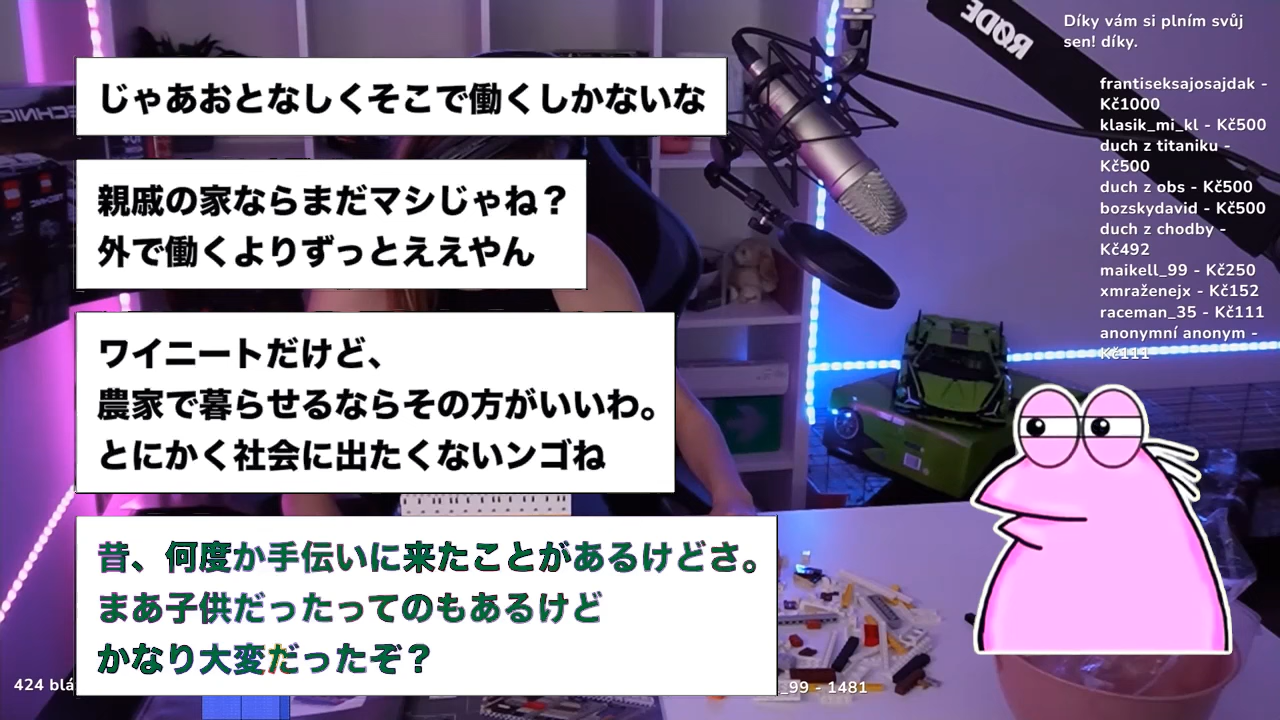 じゃあおとなしくそこで働くしかないな
親戚の家ならまだマシじゃね？
外で働くよりずっとええやん
ワイニートだけど、
農家で暮らせるならその方がいいわ。
とにかく社会に出たくないンゴね
昔、何度か手伝いに来たことがあるけどさ。
まあ子供だったってのもあるけど
かなり大変だったぞ？
RØDE
Díky vám si plním svůj
sen! díky.
frantiseksajosajdak -
Kč1000
klasik_mi_kl - Kč500
duch z titaniku -
Kč500
duch z obs - Kč500
bozskydavid - Kč500
duch z chodby -
Kč492
maikell_99 - Kč250
xmraženejx - Kč152
raceman_35 - Kč111
anonymní anonym -
Kč111
424 blá
_99 - 1481